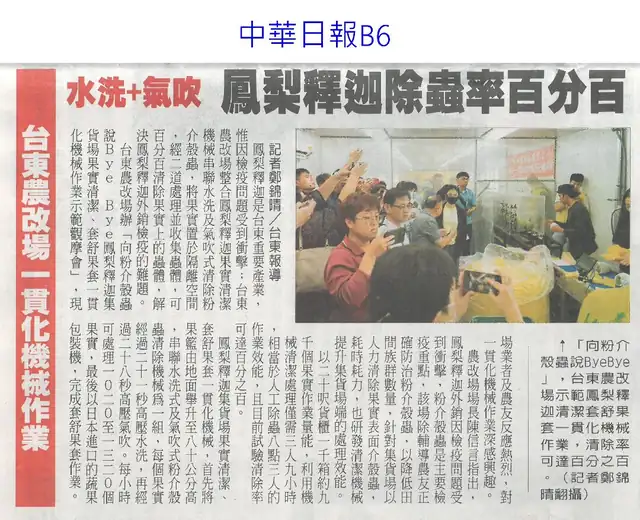 中華日報B6
水洗+氣吹 鳳梨釋迦除蟲率百分百
台東農改場 一貫化機械作業
記者鄭錦晴／台東報導
鳳梨釋迦是台東重要產業，
惟因檢疫問題受到衝擊；台東
農改場整合鳳梨釋迦果實清潔
機械串聯水洗及氣吹式清除粉
介殼蟲，將果實置於隔離空間
，經二道處理並收集蟲體，可
百分百清除果實上的蟲體，解
決鳳梨釋迦外銷檢疫的難題。
台東農改場辦「向粉介殼蟲
說Bye Bye鳳梨釋迦集
貨場果實清潔、套舒果套一貫
化機械作業示範觀摩會」，現
場業者及農友反應熱烈，對
一貫化機械作業深感興趣。
農改場場長陳信言指出，
鳳梨釋迦外銷因檢疫問題受
到衝擊，粉介殼蟲是主要檢
疫重點，該場除輔導農友正
確防治粉介殼蟲，以降低田
間族群數量，針對集貨場以
人力清除果實表面介殼蟲，
耗時耗力，也研發清潔機械
提升集貨場端的處理效能。
以二十呎貨櫃一千箱約九
千個果實作業量能，利用機
械清潔處理僅需三人九小時
，相當於人工除蟲八點三人的
作業效能，且目前試驗清除率
可達百分之百。
鳳梨釋迦集貨場果實清潔、
套舒果套一貫化機械，首先將
果籃由地面舉升至八十公分高
，串聯水洗式及氣吹式粉介殼
蟲清除機械為一組，每個果實
經過二十一秒高壓水洗，再經
過二十八秒高壓氣吹。每小時
可處理1020至1320個
果實，最後以日本進口的蔬果
包裝機，完成套舒果套作業。
↑「向粉介
殼蟲說ByeBye
」，台東農改
場示範鳳梨釋
迦清潔套舒果
套一貫化機械
作業，清除率
可達百分之百。
（記者鄭錦
晴翻攝）